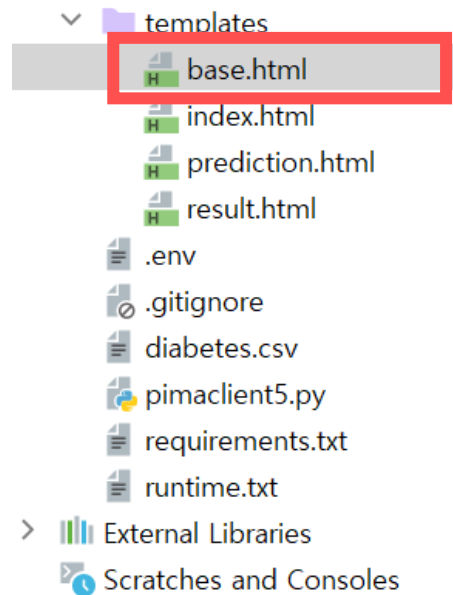 templates
base.html
index.html
prediction.html
result.html
.env
.gitignore
diabetes.csv
pimaclient5.py
requirements.txt
runtime.txt
External Libraries
Scratches and Consoles